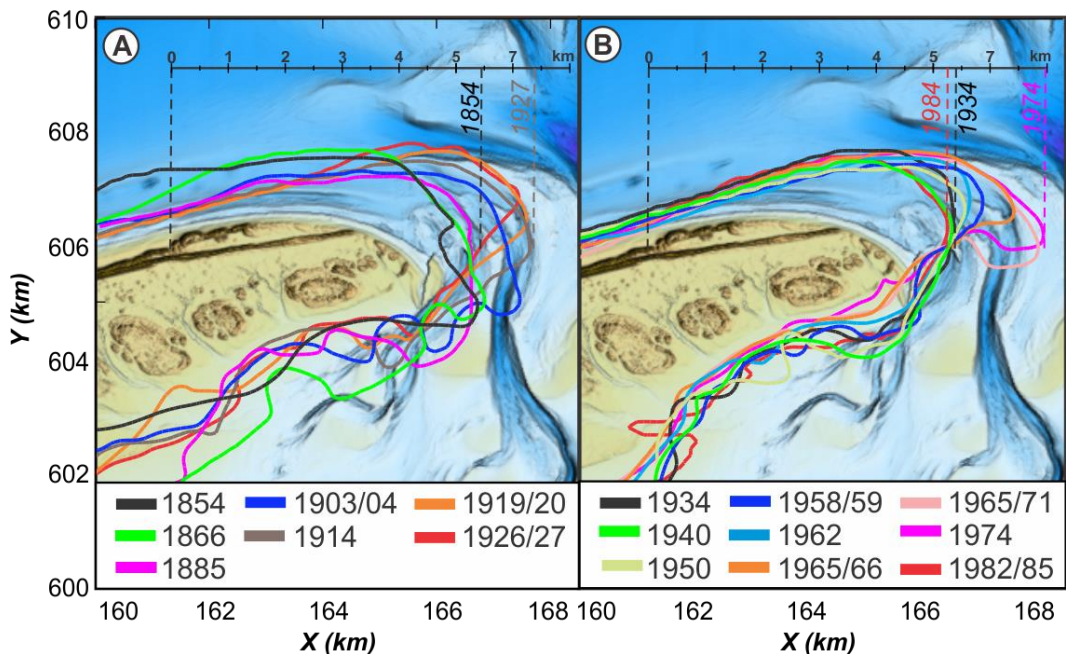 610
608
606
604
602
600
Y (km)
A
0 1 2 3 4 5 6 7 km
1854
1927
B
0 1 2 3 4 5 6 7 km
1984
1934
1974
1854 1903/04 1919/20
1866 1914 1926/27
1885
1934 1958/59 1965/71
1940 1962 1974
1950 1965/66 1982/85
160 162 164 166 168
160 162 164 166 168
X (km)
X (km)